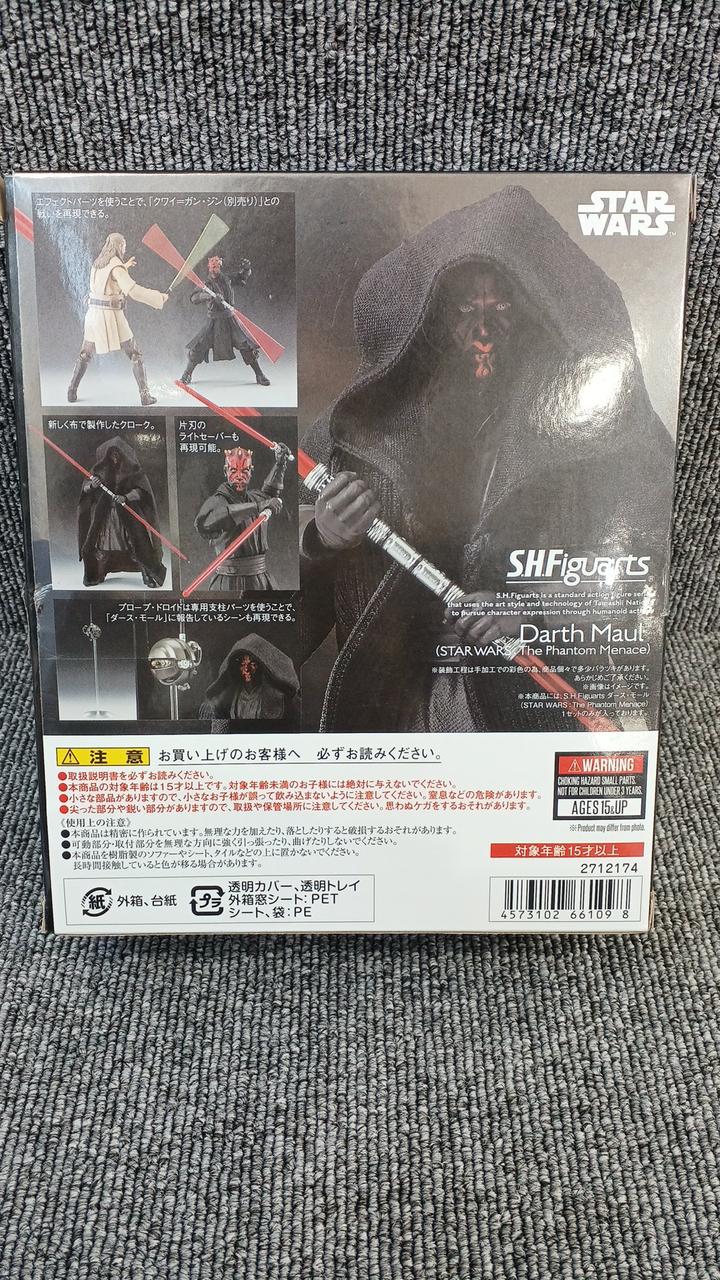 エフェクトパーツを使うことで、「クワイ=ガン・ジン(別売り)」との
戦いを再現できる。
STAR
WARS™
新しく布で製作したクローク。
片刃の
ライトセーバーも
再現可能。
プローブ・ドロイドは専用支柱パーツを使うことで、
「ダース・モール」に報告しているシーンも再現できる。
S.H.Figuarts
S.H.Figuarts is a standard action figure
that uses the art style and technology of Tamashii
to pursue character expression through humanoid
Darth Maul
(STAR WARS: The Phantom Menace)
※装飾工程は手加工での彩色の為、商品個々で多少バラツキがあります。
あらかじめご了承ください。
※画像はイメージです。
※本商品には、S.H.Figuarts ダース・モール
(STAR WARS: The Phantom Menace)
1セットのみが入っております。
注意 お買い上げのお客様へ 必ずお読みください。
●取扱説明書を必ずお読みください。
●本商品の対象年齢は15才以上です。対象年齢未満のお子様には絶対に与えないでください。
●小さな部品がありますので、小さなお子様が誤って飲み込まないように注意してください。窒息などの危険があります。
●尖った部分や鋭い部分がありますので、取扱や保管場所に注意してください。思わぬケガをするおそれがあります。
《使用上の注意》
●本商品は精密に作られています。無理な力を加えたり、落としたりすると破損するおそれがあります。
●可動部分・取付部分を無理な方向に強く引っ張ったり、曲げたりしないでください。
●本商品を樹脂製のソファーやシート、タイルなどの上に置かないでください。
長時間接触していると色が移る場合があります。
WARNING
CHOKING HAZARD SMALL PARTS.
NOT FOR CHILDREN UNDER 3 YEARS.
AGES 15 & UP
※Product may differ from photo.
対象年齢15才以上
2712174
紙 外箱、台紙
プラ 透明カバー、透明トレイ
外箱窓シート:PET
シート、袋:PE
4573102 66109 8